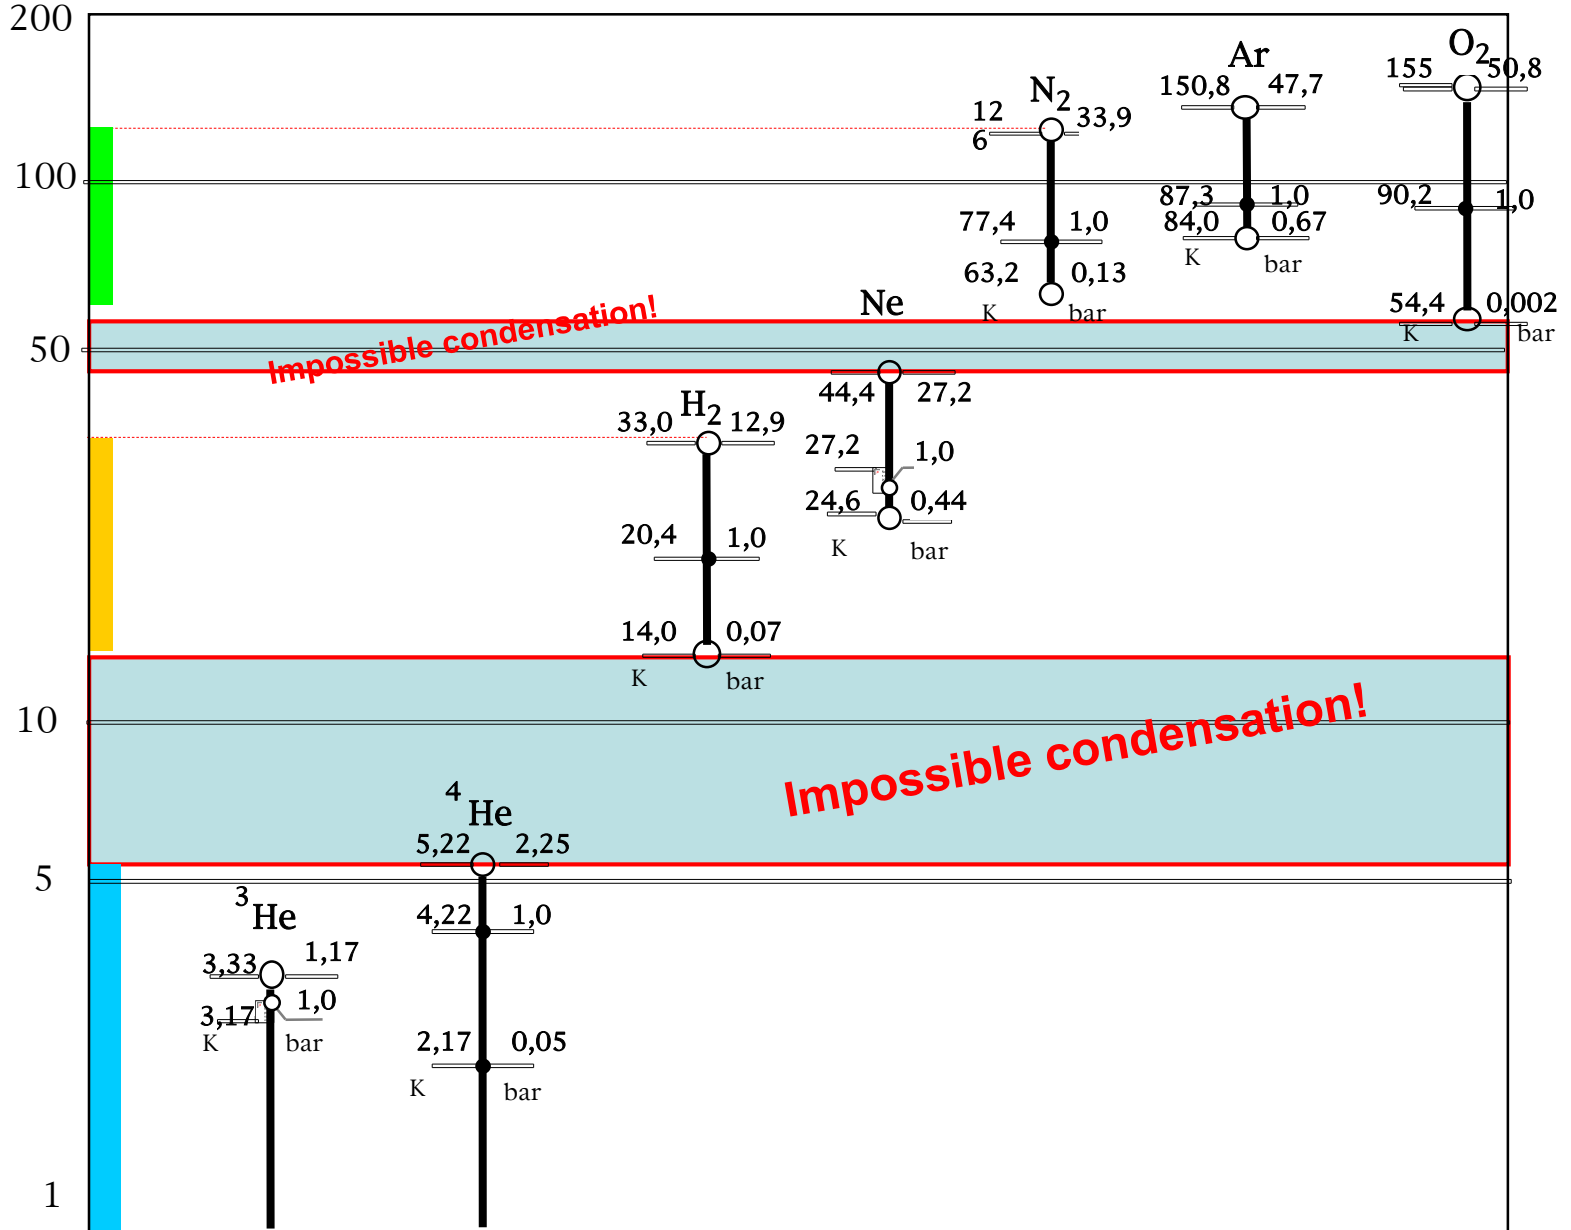 200
O2
Ar
155 50,8
150,8 47,7
N2
12
6
33,9
100
87,3 1,0
90,2 1,0
84,0 0,67
77,4 1,0
K bar
63,2 0,13
K bar
Ne
54,4 0,002
K bar
Impossible condensation!
50
44,4 27,2
H2
33,0 12,9
27,2 1,0
24,6 0,44
K bar
20,4 1,0
14,0 0,07
K bar
10
Impossible condensation!
4He
5,22 2,25
5
3He
4,22 1,0
3,33 1,17
3,17 1,0
K bar
2,17 0,05
K bar
1